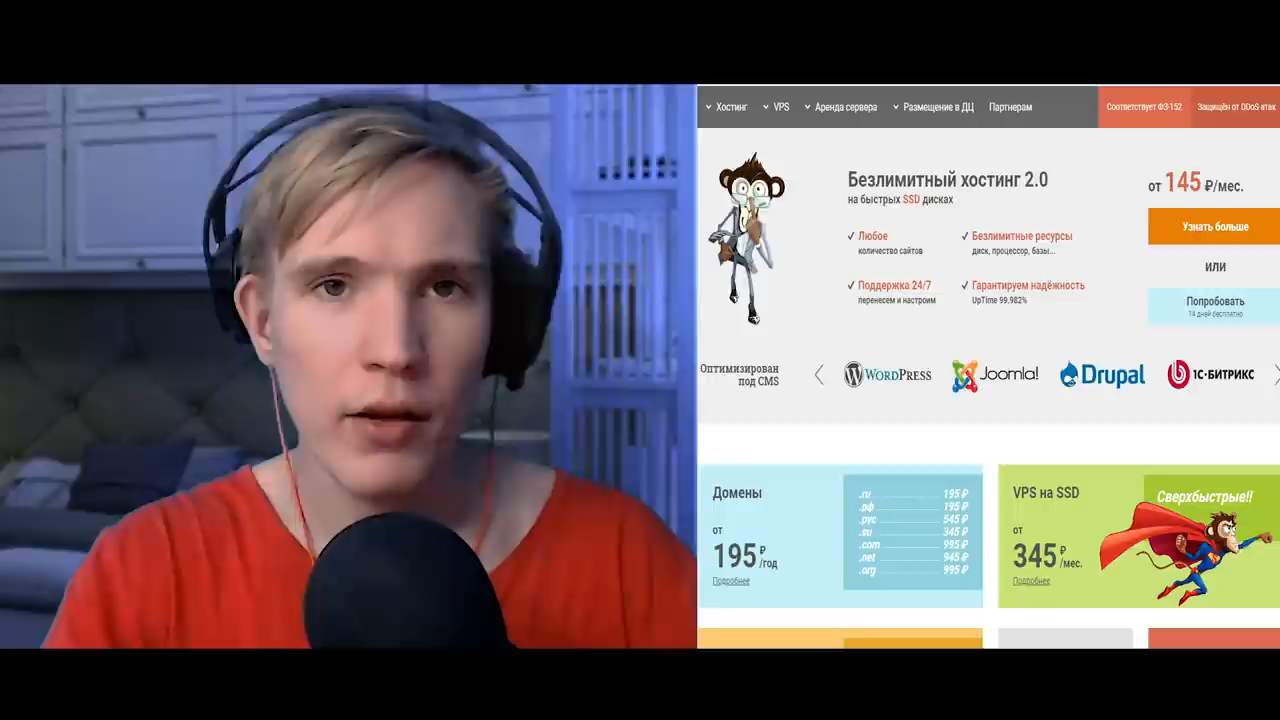 Хостинг
VPS
Аренда сервера
Размещение в ДЦ
Партнерам
Соответствует ФЗ-152
Защищён от DDoS атак
Безлимитный хостинг 2.0
на быстрых SSD дисках
Любое
количество сайтов
Безлимитные ресурсы
диск, процессор, базы...
Поддержка 24/7
перенесем и настроим
Гарантируем надёжность
UpTime 99.982%
от 145 ₽/мес.
Узнать больше
или
Попробовать
14 дней бесплатно
Оптимизирован
под CMS
WORDPRESS
Joomla!
Drupal
1С·БИТРИКС
Домены
от
195 ₽/год
Подробнее
.ru 195 ₽
.рф 195 ₽
.рус 545 ₽
.su 345 ₽
.com 995 ₽
.net 945 ₽
.org 995 ₽
VPS на SSD
от
345 ₽/мес.
Подробнее
Сверхбыстрые!!